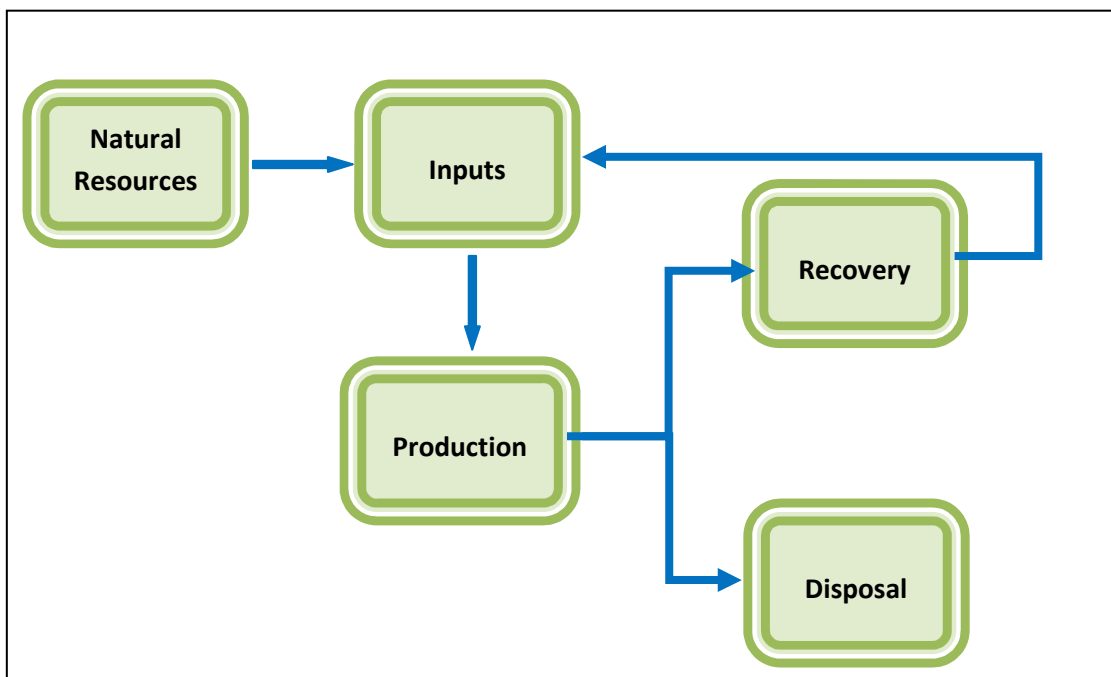 Natural
Resources
Inputs
Recovery
Production
Disposal